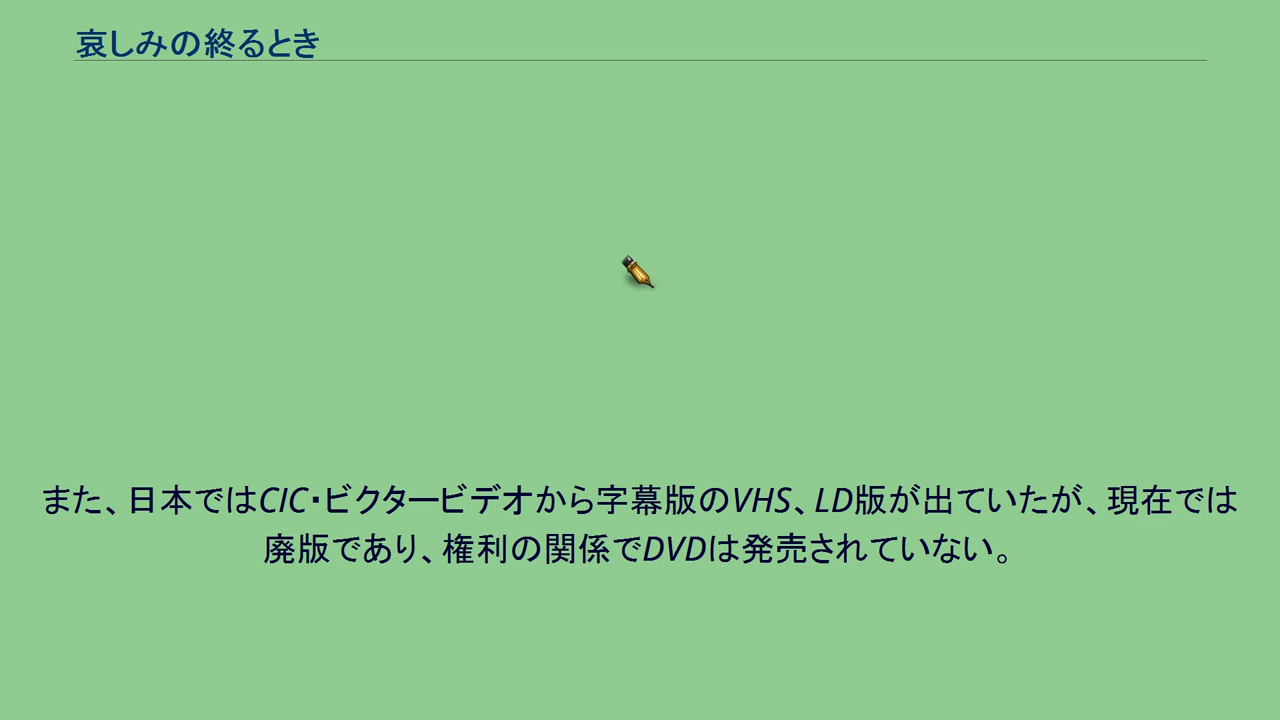 哀しみの終るとき
また、日本ではCIC・ビクタービデオから字幕版のVHS、LD版が出ていたが、現在では
廃版であり、権利の関係でDVDは発売されていない。